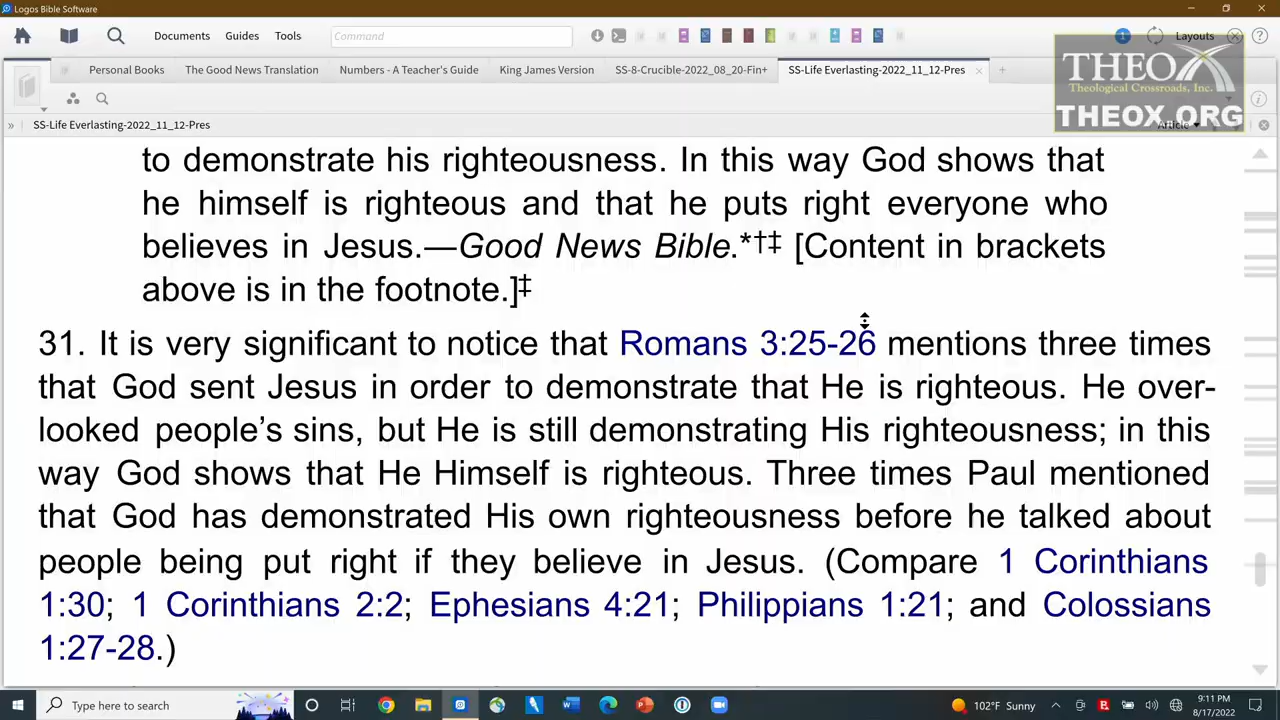 Logos Bible Software
Documents Guides Tools Command 1 Layouts
THEOX
Theological Crossroads, Inc.
THEOX.ORG
Personal Books The Good News Translation Numbers - A Teacher's Guide King James Version SS-8-Crucible-2022_08_20-Fin+ SS-Life Everlasting-2022_11_12-Pres
SS-Life Everlasting-2022_11_12-Pres Article
to demonstrate his righteousness. In this way God shows that
he himself is righteous and that he puts right everyone who
believes in Jesus.—Good News Bible.*†‡ [Content in brackets
above is in the footnote.]‡
31. It is very significant to notice that Romans 3:25-26 mentions three times
that God sent Jesus in order to demonstrate that He is righteous. He over-
looked people's sins, but He is still demonstrating His righteousness; in this
way God shows that He Himself is righteous. Three times Paul mentioned
that God has demonstrated His own righteousness before he talked about
people being put right if they believe in Jesus. (Compare 1 Corinthians
1:30; 1 Corinthians 2:2; Ephesians 4:21; Philippians 1:21; and Colossians
1:27-28.)
Type here to search
102°F Sunny
9:11 PM
8/17/2022